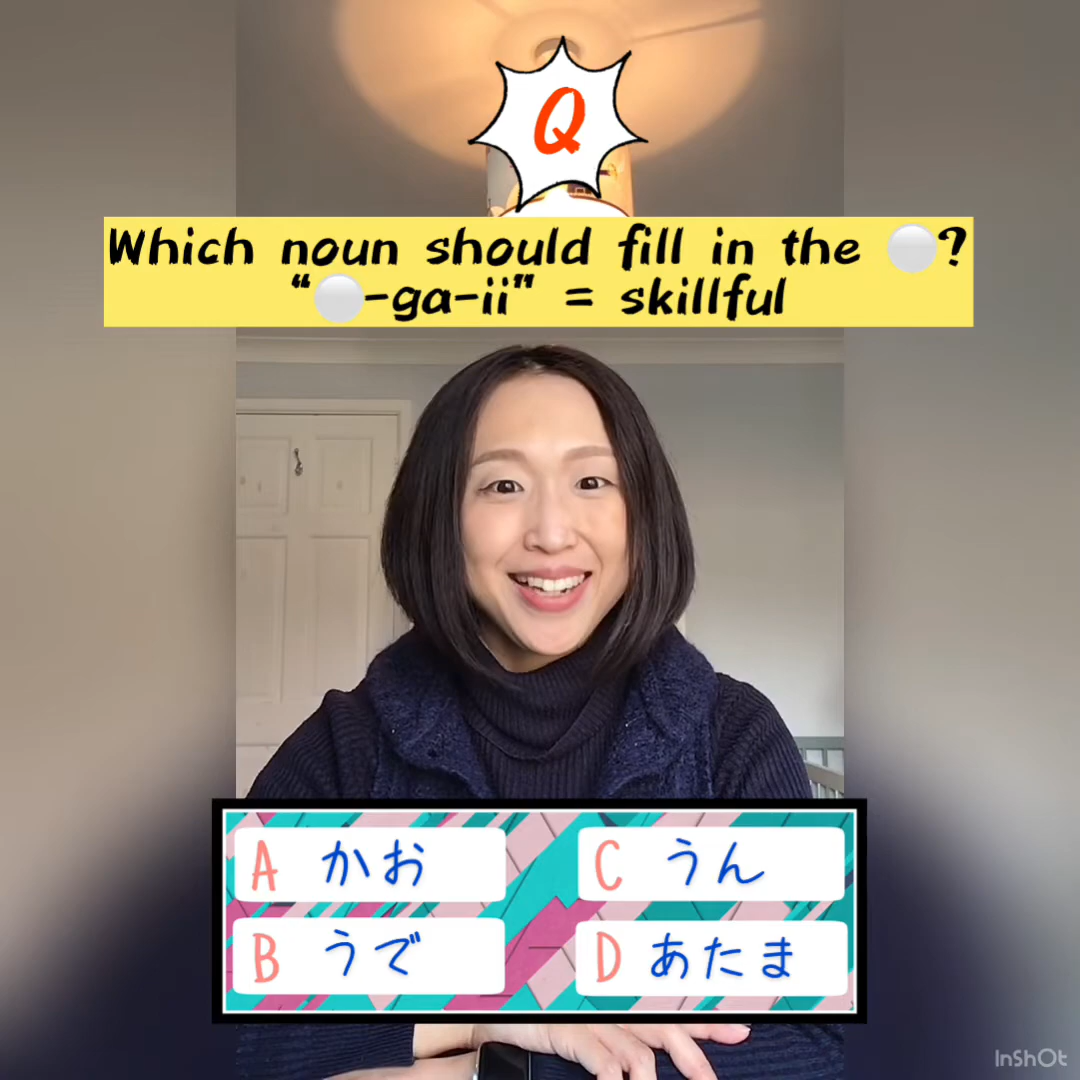 Q
Which noun should fill in the ⚪?
"⚪-ga-ii" = skillful
A かお
C うん
B うで
D あたま
InShOt